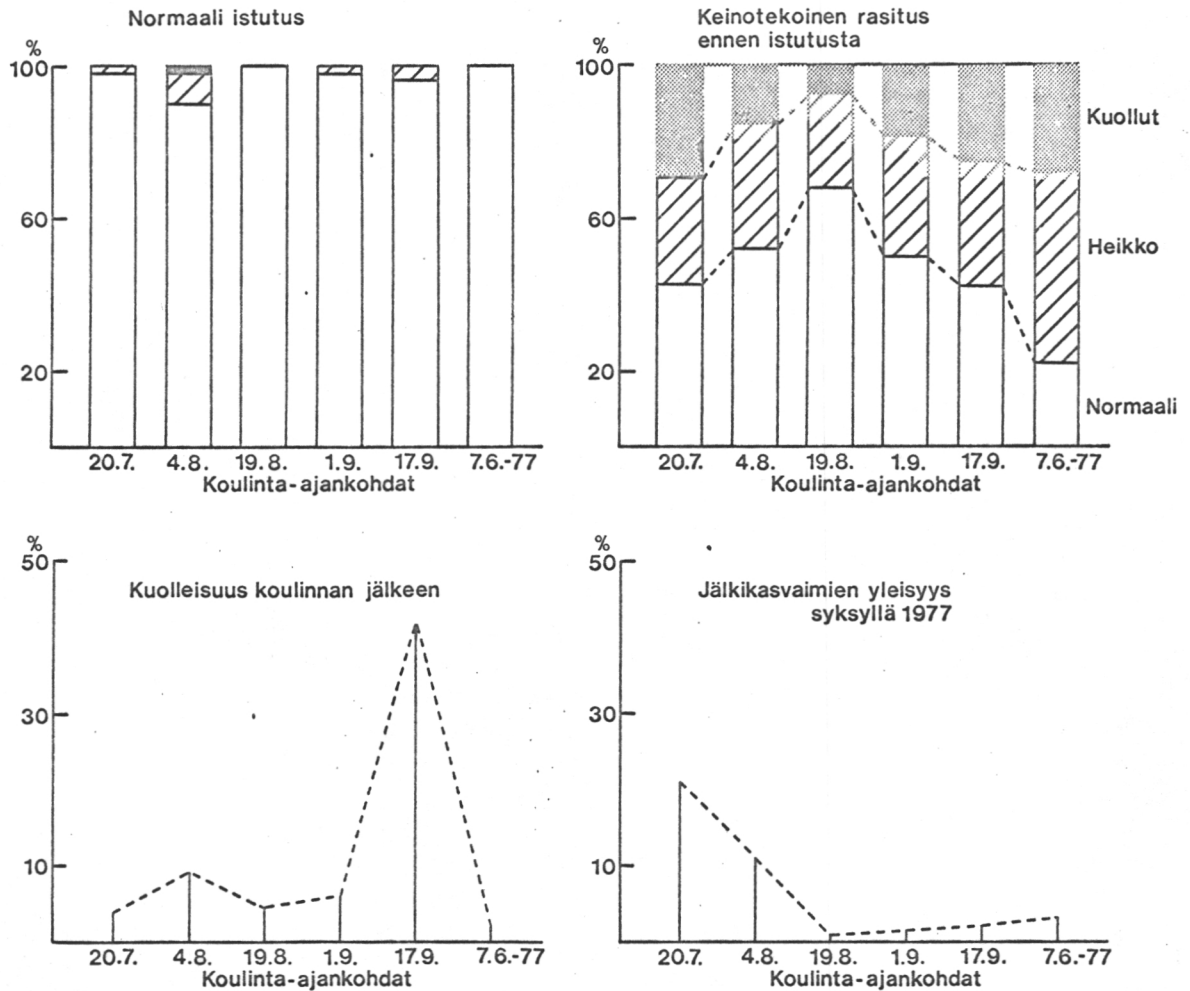 Normaali istutus
%
100
60
20
20.7. 4.8. 19.8. 1.9. 17.9. 7.6.-77
Koulinta-ajankohdat
Keinotekoinen rasitus
ennen istutusta
%
100
60
20
Kuollut
Heikko
Normaali
20.7. 4.8. 19.8. 1.9. 17.9. 7.6.-77
Koulinta-ajankohdat
%
50
30
10
Kuolleisuus koulinnan jälkeen
20.7. 4.8. 19.8. 1.9. 17.9. 7.6.-77
Koulinta-ajankohdat
%
50
30
10
Jälkikasvaimien yleisyys
syksyllä 1977
20.7. 4.8. 19.8. 1.9. 17.9. 7.6.-77
Koulinta-ajankohdat